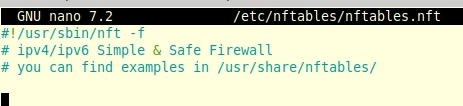 GNU nano 7.2 /etc/nftables/nftables.nft
#!/usr/sbin/nft -f
# ipv4/ipv6 Simple & Safe Firewall
# you can find examples in /usr/share/nftables/